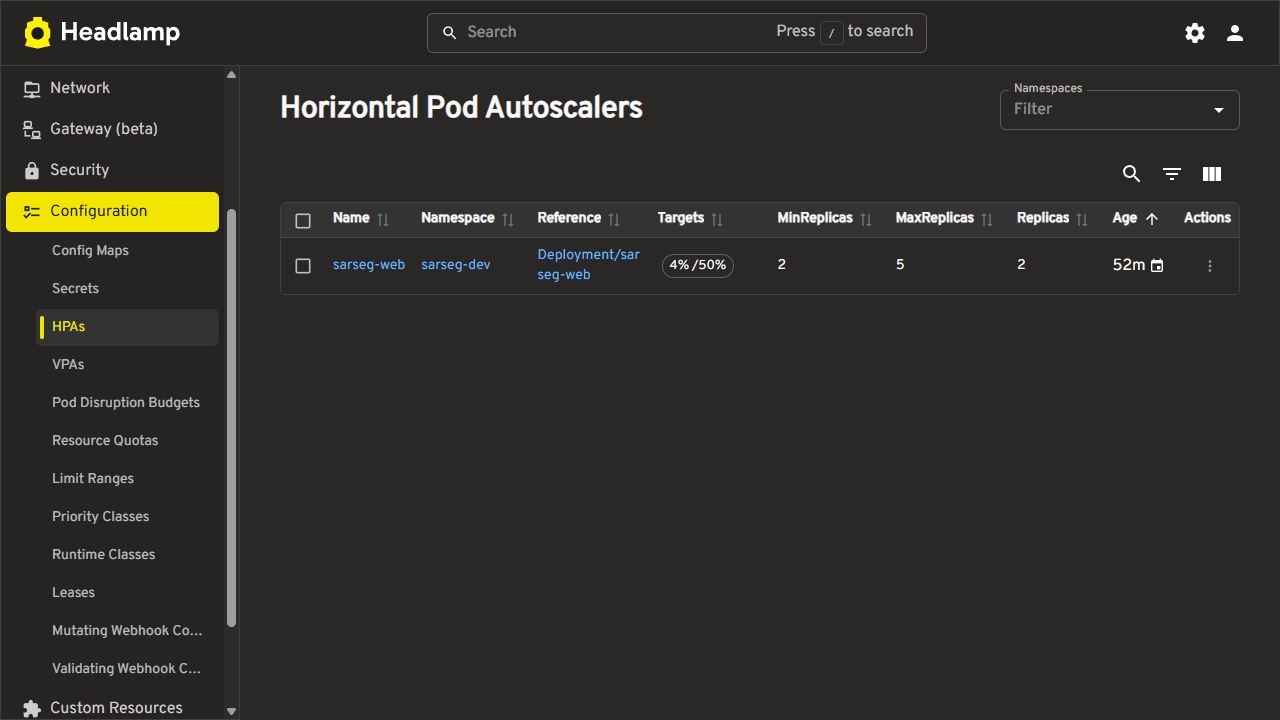 Headlamp
Search
Press / to search
Network
Gateway (beta)
Security
Configuration
Config Maps
Secrets
HPAs
VPAs
Pod Disruption Budgets
Resource Quotas
Limit Ranges
Priority Classes
Runtime Classes
Leases
Mutating Webhook Co...
Validating Webhook C...
Custom Resources
Horizontal Pod Autoscalers
Namespaces
Filter
Name Namespace Reference Targets MinReplicas MaxReplicas Replicas Age Actions
sarseg-web sarseg-dev Deployment/sar
seg-web 4% /50% 2 5 2 52m